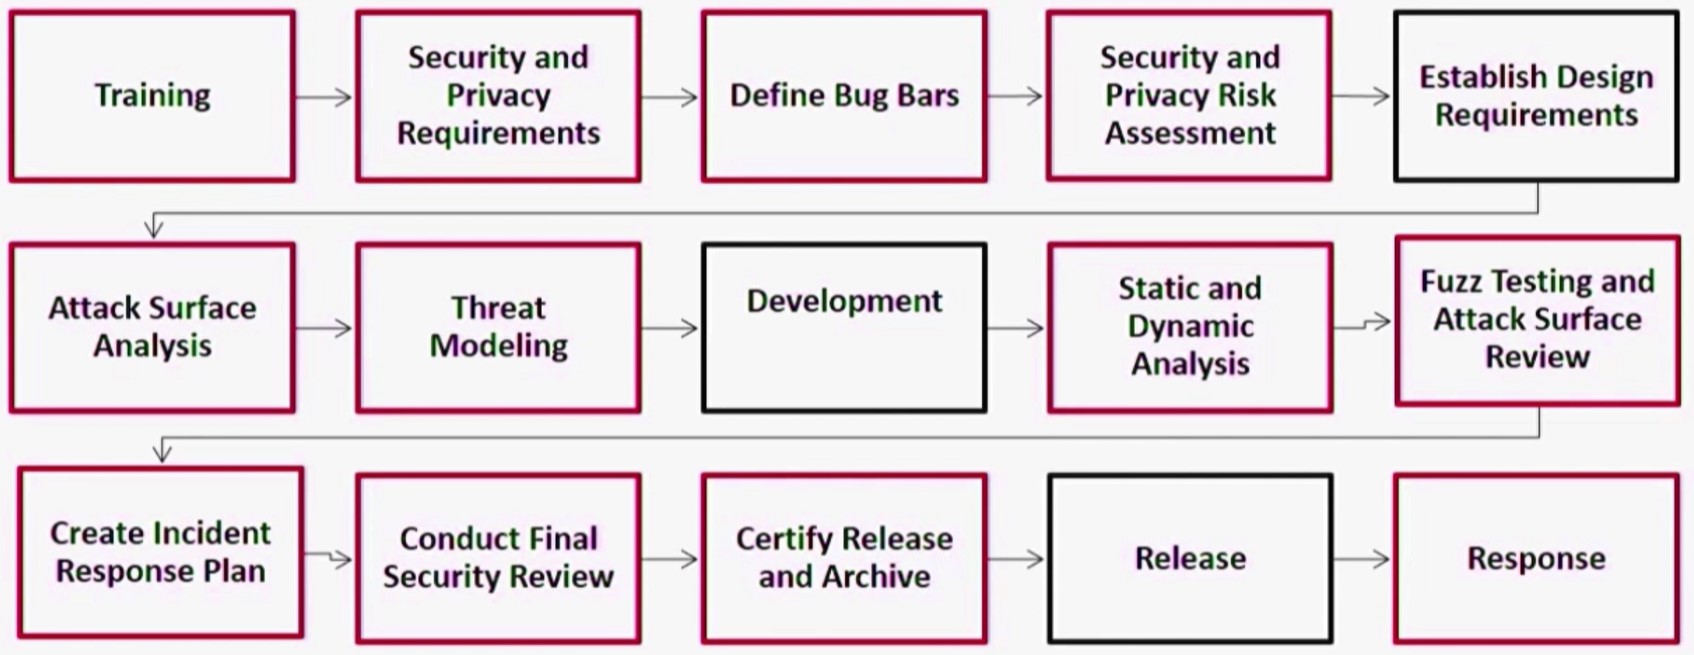 Training
Security and
Privacy
Requirements
Define Bug Bars
Security and
Privacy Risk
Assessment
Establish Design
Requirements
Attack Surface
Analysis
Threat
Modeling
Development
Static and
Dynamic
Analysis
Fuzz Testing and
Attack Surface
Review
Create Incident
Response Plan
Conduct Final
Security Review
Certify Release
and Archive
Release
Response